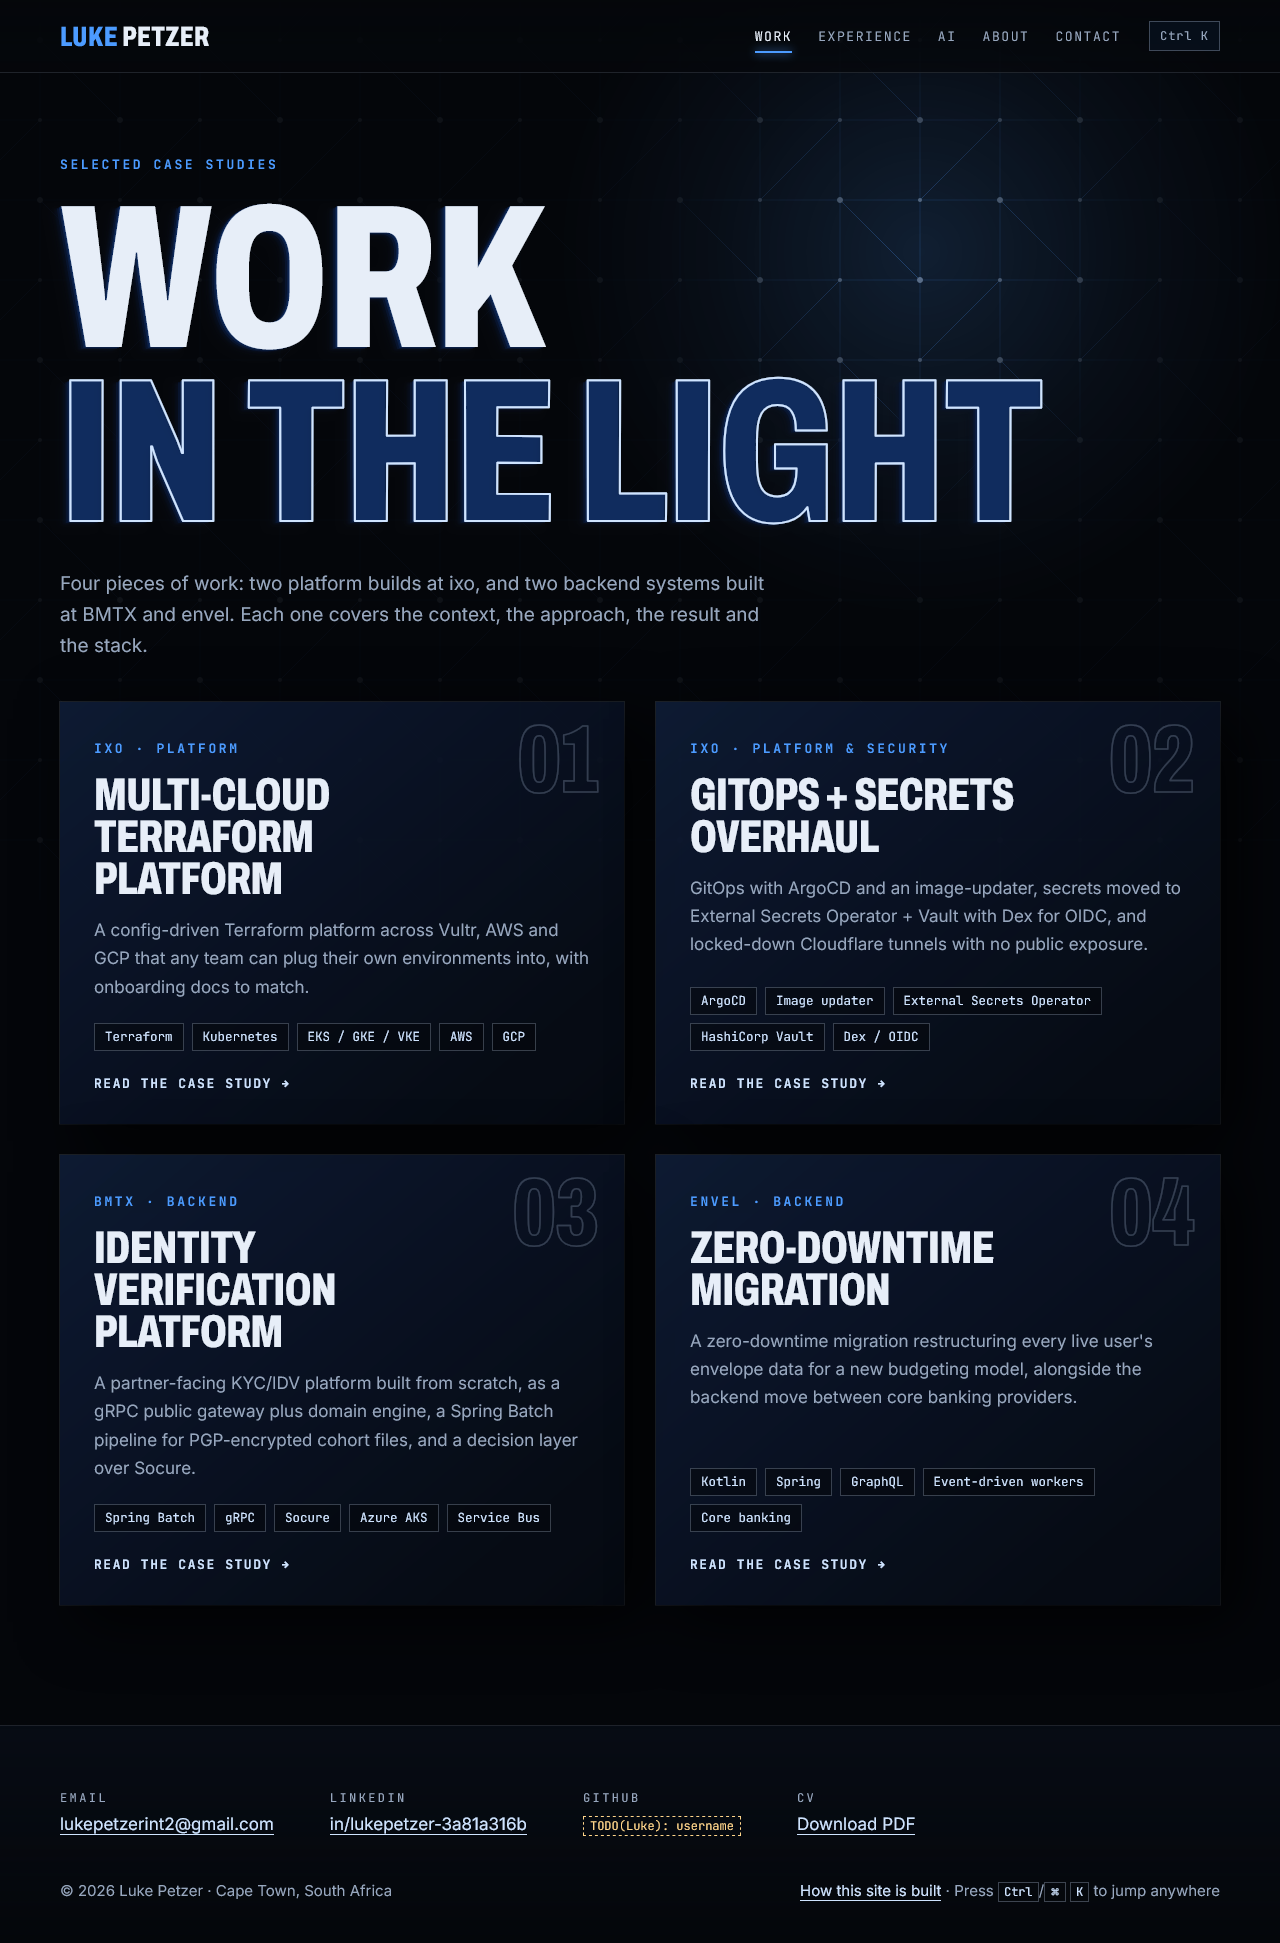 LUKE PETZER
WORK EXPERIENCE AI ABOUT CONTACT Ctrl K
SELECTED CASE STUDIES
WORK
IN THE LIGHT
Four pieces of work: two platform builds at ixo, and two backend systems built
at BMTX and envel. Each one covers the context, the approach, the result and
the stack.
IXO · PLATFORM
01
MULTI-CLOUD
TERRAFORM
PLATFORM
A config-driven Terraform platform across Vultr, AWS and
GCP that any team can plug their own environments into, with
onboarding docs to match.
Terraform Kubernetes EKS / GKE / VKE AWS GCP
READ THE CASE STUDY →
IXO · PLATFORM & SECURITY
02
GITOPS + SECRETS
OVERHAUL
GitOps with ArgoCD and an image-updater, secrets moved to
External Secrets Operator + Vault with Dex for OIDC, and
locked-down Cloudflare tunnels with no public exposure.
ArgoCD Image updater External Secrets Operator
HashiCorp Vault Dex / OIDC
READ THE CASE STUDY →
BMTX · BACKEND
03
IDENTITY
VERIFICATION
PLATFORM
A partner-facing KYC/IDV platform built from scratch, as a
gRPC public gateway plus domain engine, a Spring Batch
pipeline for PGP-encrypted cohort files, and a decision layer
over Socure.
Spring Batch gRPC Socure Azure AKS Service Bus
READ THE CASE STUDY →
ENVEL · BACKEND
04
ZERO-DOWNTIME
MIGRATION
A zero-downtime migration restructuring every live user's
envelope data for a new budgeting model, alongside the
backend move between core banking providers.
Kotlin Spring GraphQL Event-driven workers
Core banking
READ THE CASE STUDY →
EMAIL
lukepetzerint2@gmail.com
LINKEDIN
in/lukepetzer-3a81a316b
GITHUB
TODO(Luke): username
CV
Download PDF
© 2026 Luke Petzer · Cape Town, South Africa
How this site is built · Press Ctrl/⌘ K to jump anywhere